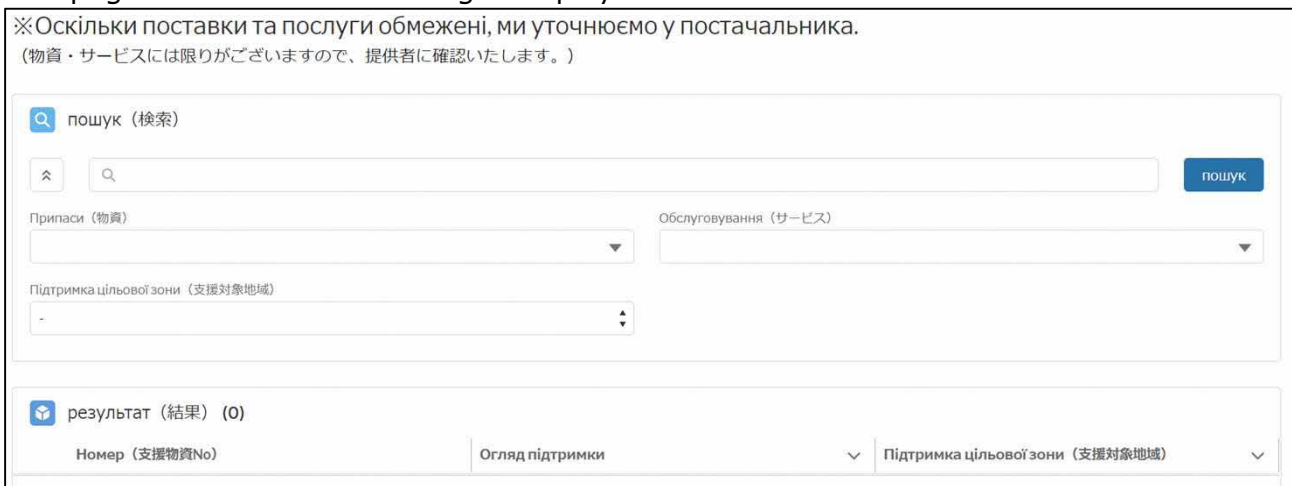 ※Оскільки поставки та послуги обмежені, ми уточнюємо у постачальника.
(物資・サービスには限りがございますので、提供者に確認いたします。)
пошук（検索）
пошук
Припаси（物資） Обслуговування（サービス）
Підтримка цільової зони（支援対象地域）
-
результат（結果） (0)
Номер（支援物資No） Огляд підтримки Підтримка цільової зони（支援対象地域）